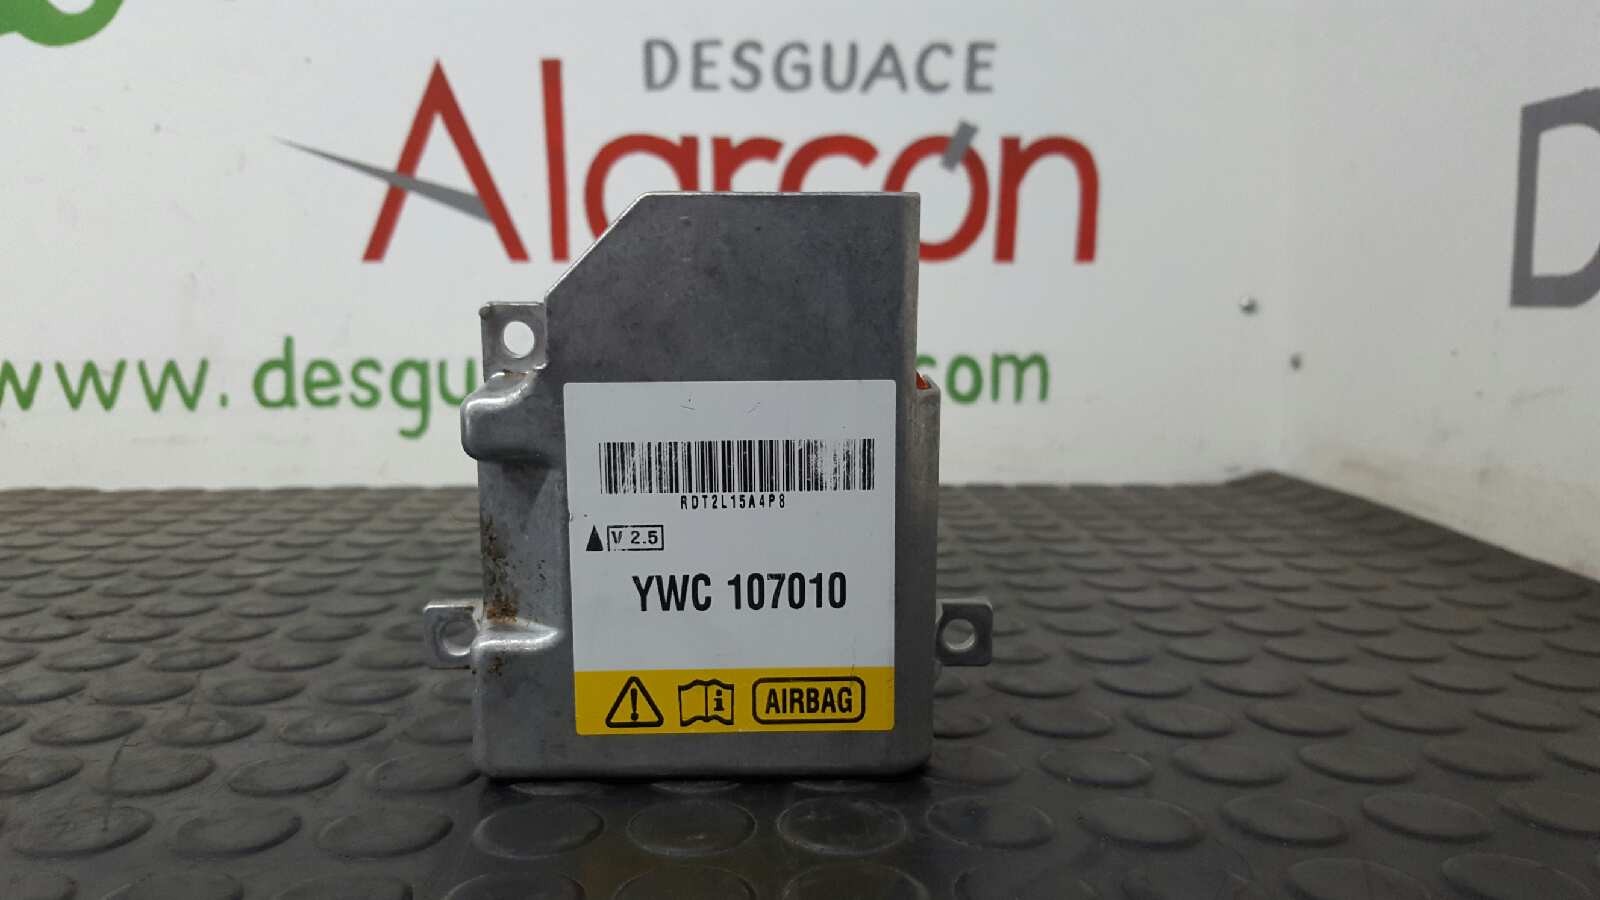 DESGUACE
Alarcón
D
www.desgu
com
RDT2L15A4P8
V 2.5
YWC 107010
AIRBAG